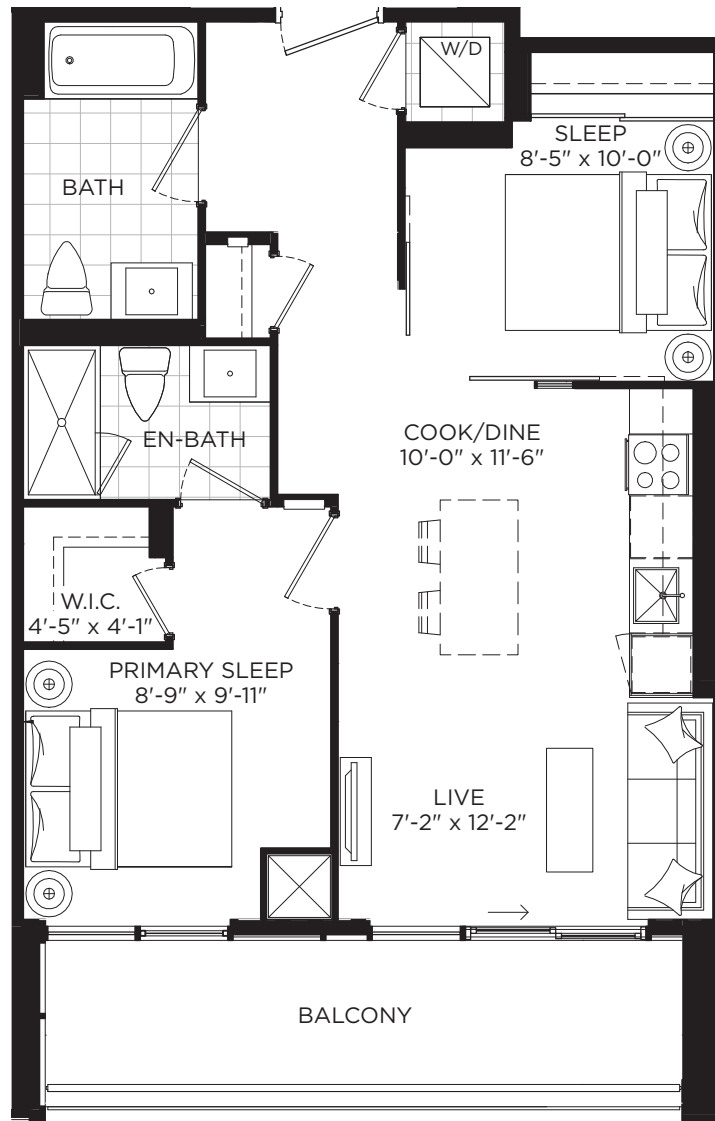 W/D
SLEEP
8'-5" x 10'-0"
BATH
COOK/DINE
10'-0" x 11'-6"
EN-BATH
W.I.C.
4'-5" x 4'-1"
PRIMARY SLEEP
8'-9" x 9'-11"
LIVE
7'-2" x 12'-2"
BALCONY